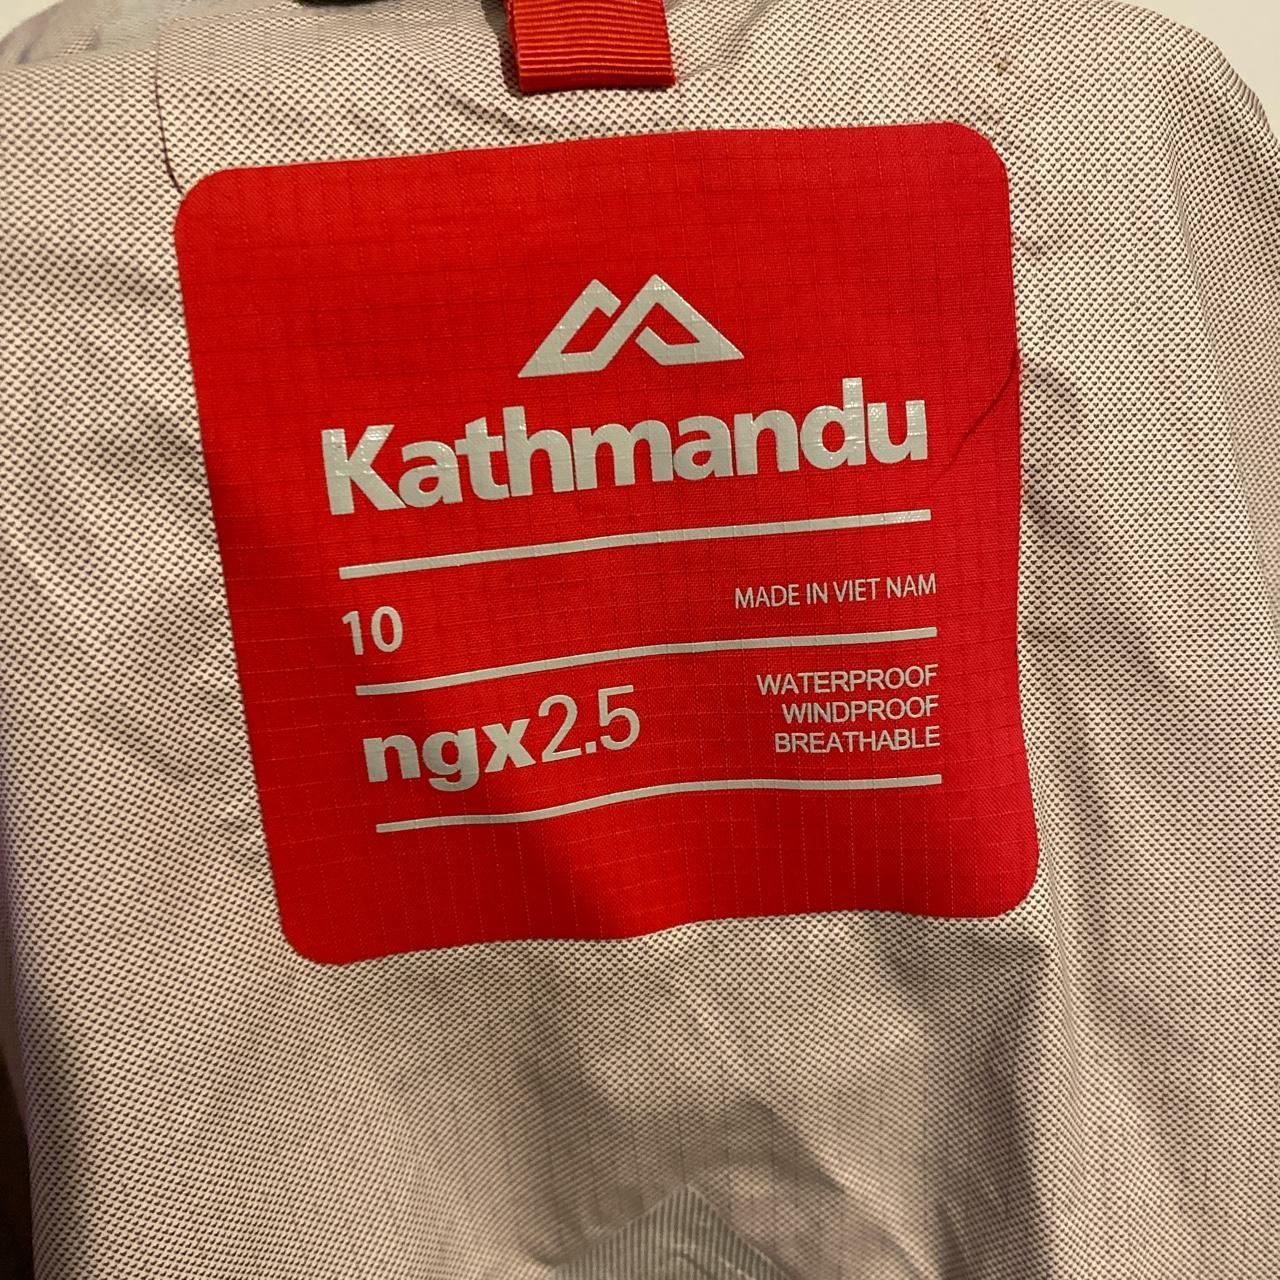 Kathmandu
10
MADE IN VIET NAM
ngx2.5
WATERPROOF
WINDPROOF
BREATHABLE